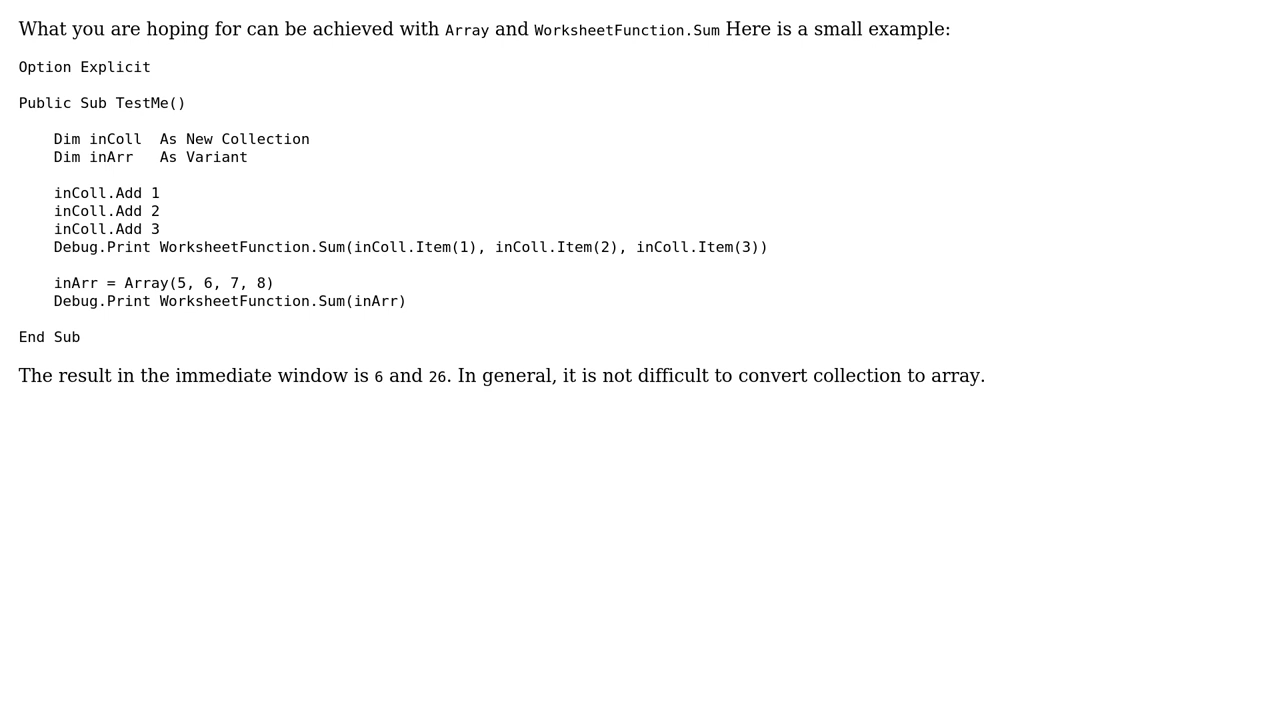 What you are hoping for can be achieved with Array and WorksheetFunction.Sum Here is a small example:
Option Explicit
Public Sub TestMe()
    Dim inColl  As New Collection
    Dim inArr   As Variant
    inColl.Add 1
    inColl.Add 2
    inColl.Add 3
    Debug.Print WorksheetFunction.Sum(inColl.Item(1), inColl.Item(2), inColl.Item(3))
    inArr = Array(5, 6, 7, 8)
    Debug.Print WorksheetFunction.Sum(inArr)
End Sub
The result in the immediate window is 6 and 26. In general, it is not difficult to convert collection to array.